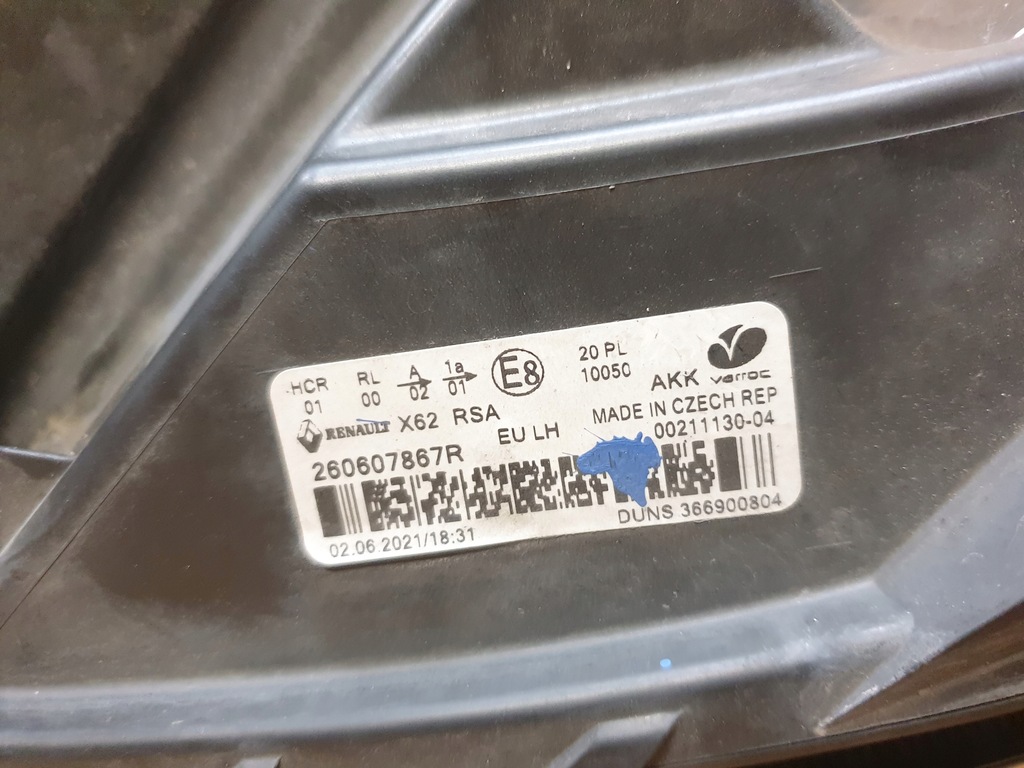 HCR RL A 1a E8 20 PL varroc
01 00 02 01 10050 AKK
RENAULT X62 RSA MADE IN CZECH REP
EU LH 00211130-04
260607867R
02.06.2021/18:31 DUNS 366900804